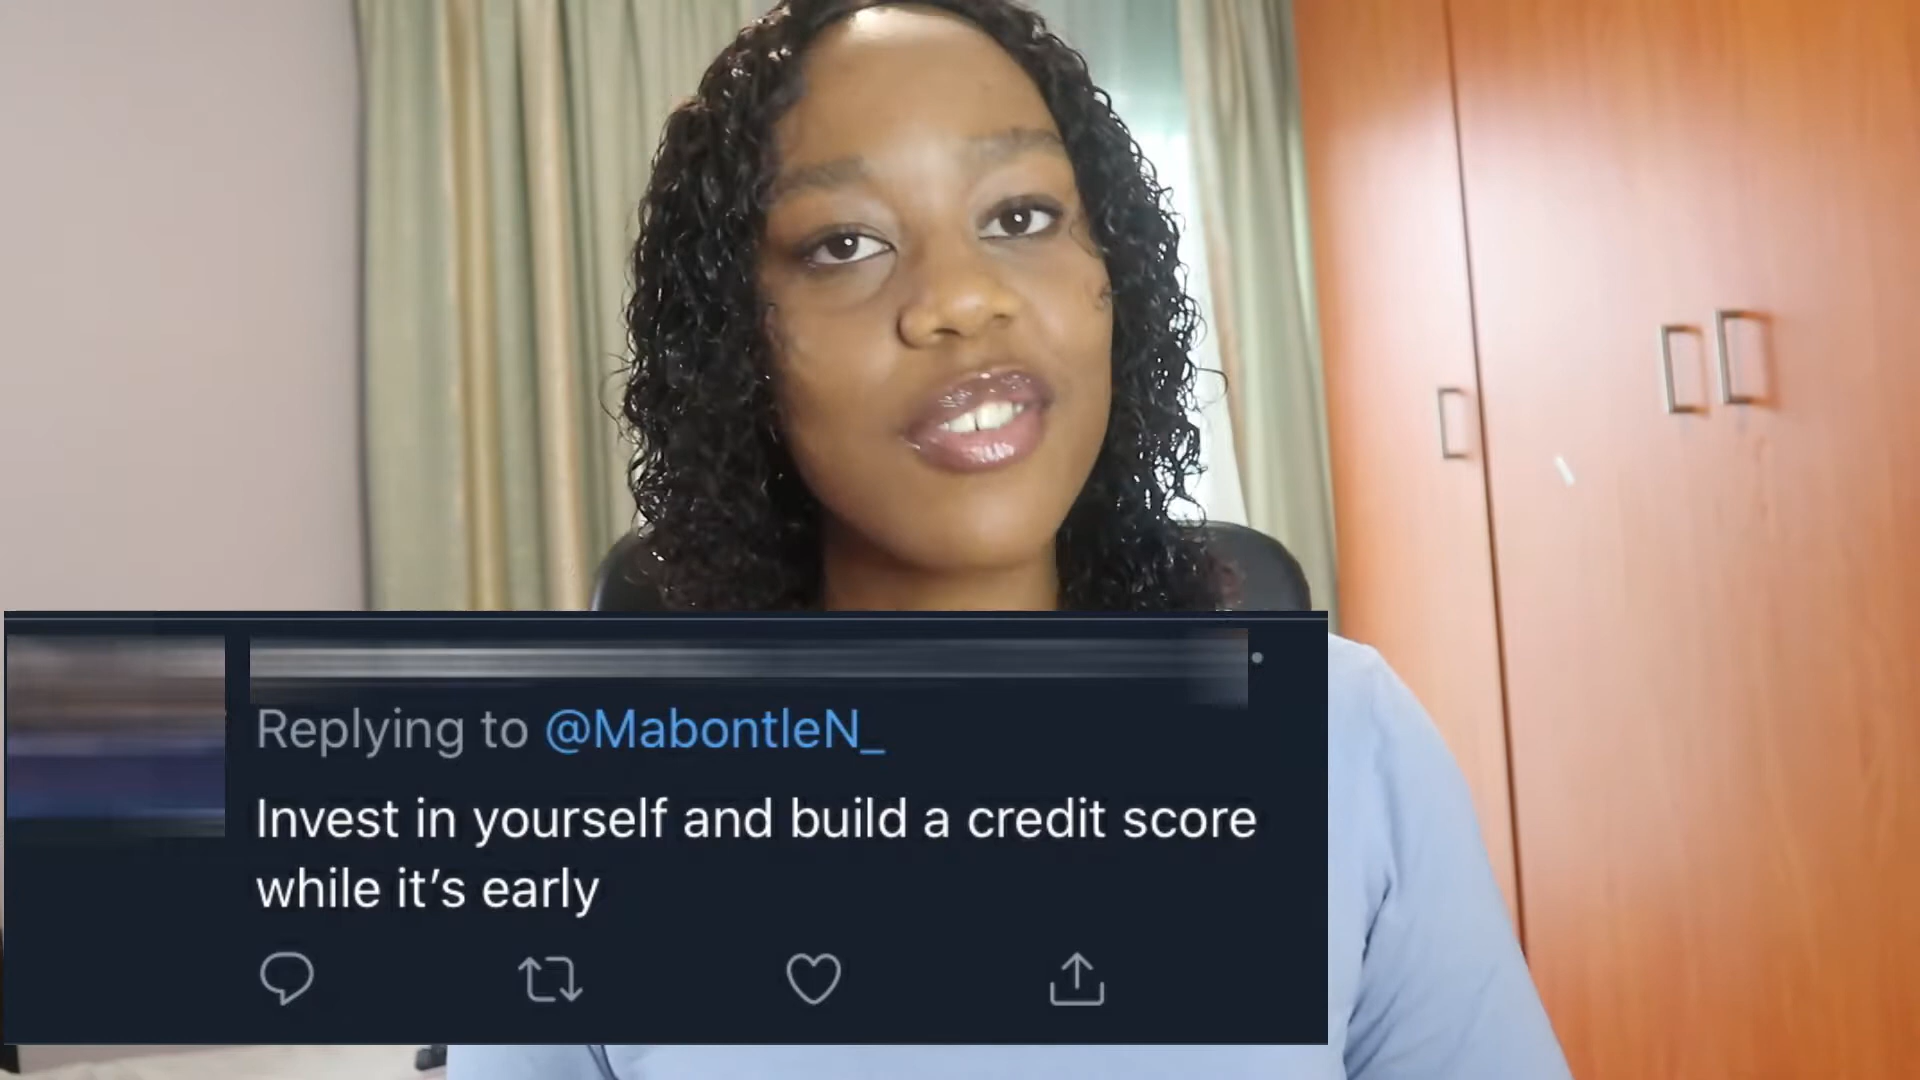 Replying to @MabontleN_
Invest in yourself and build a credit score
while it's early